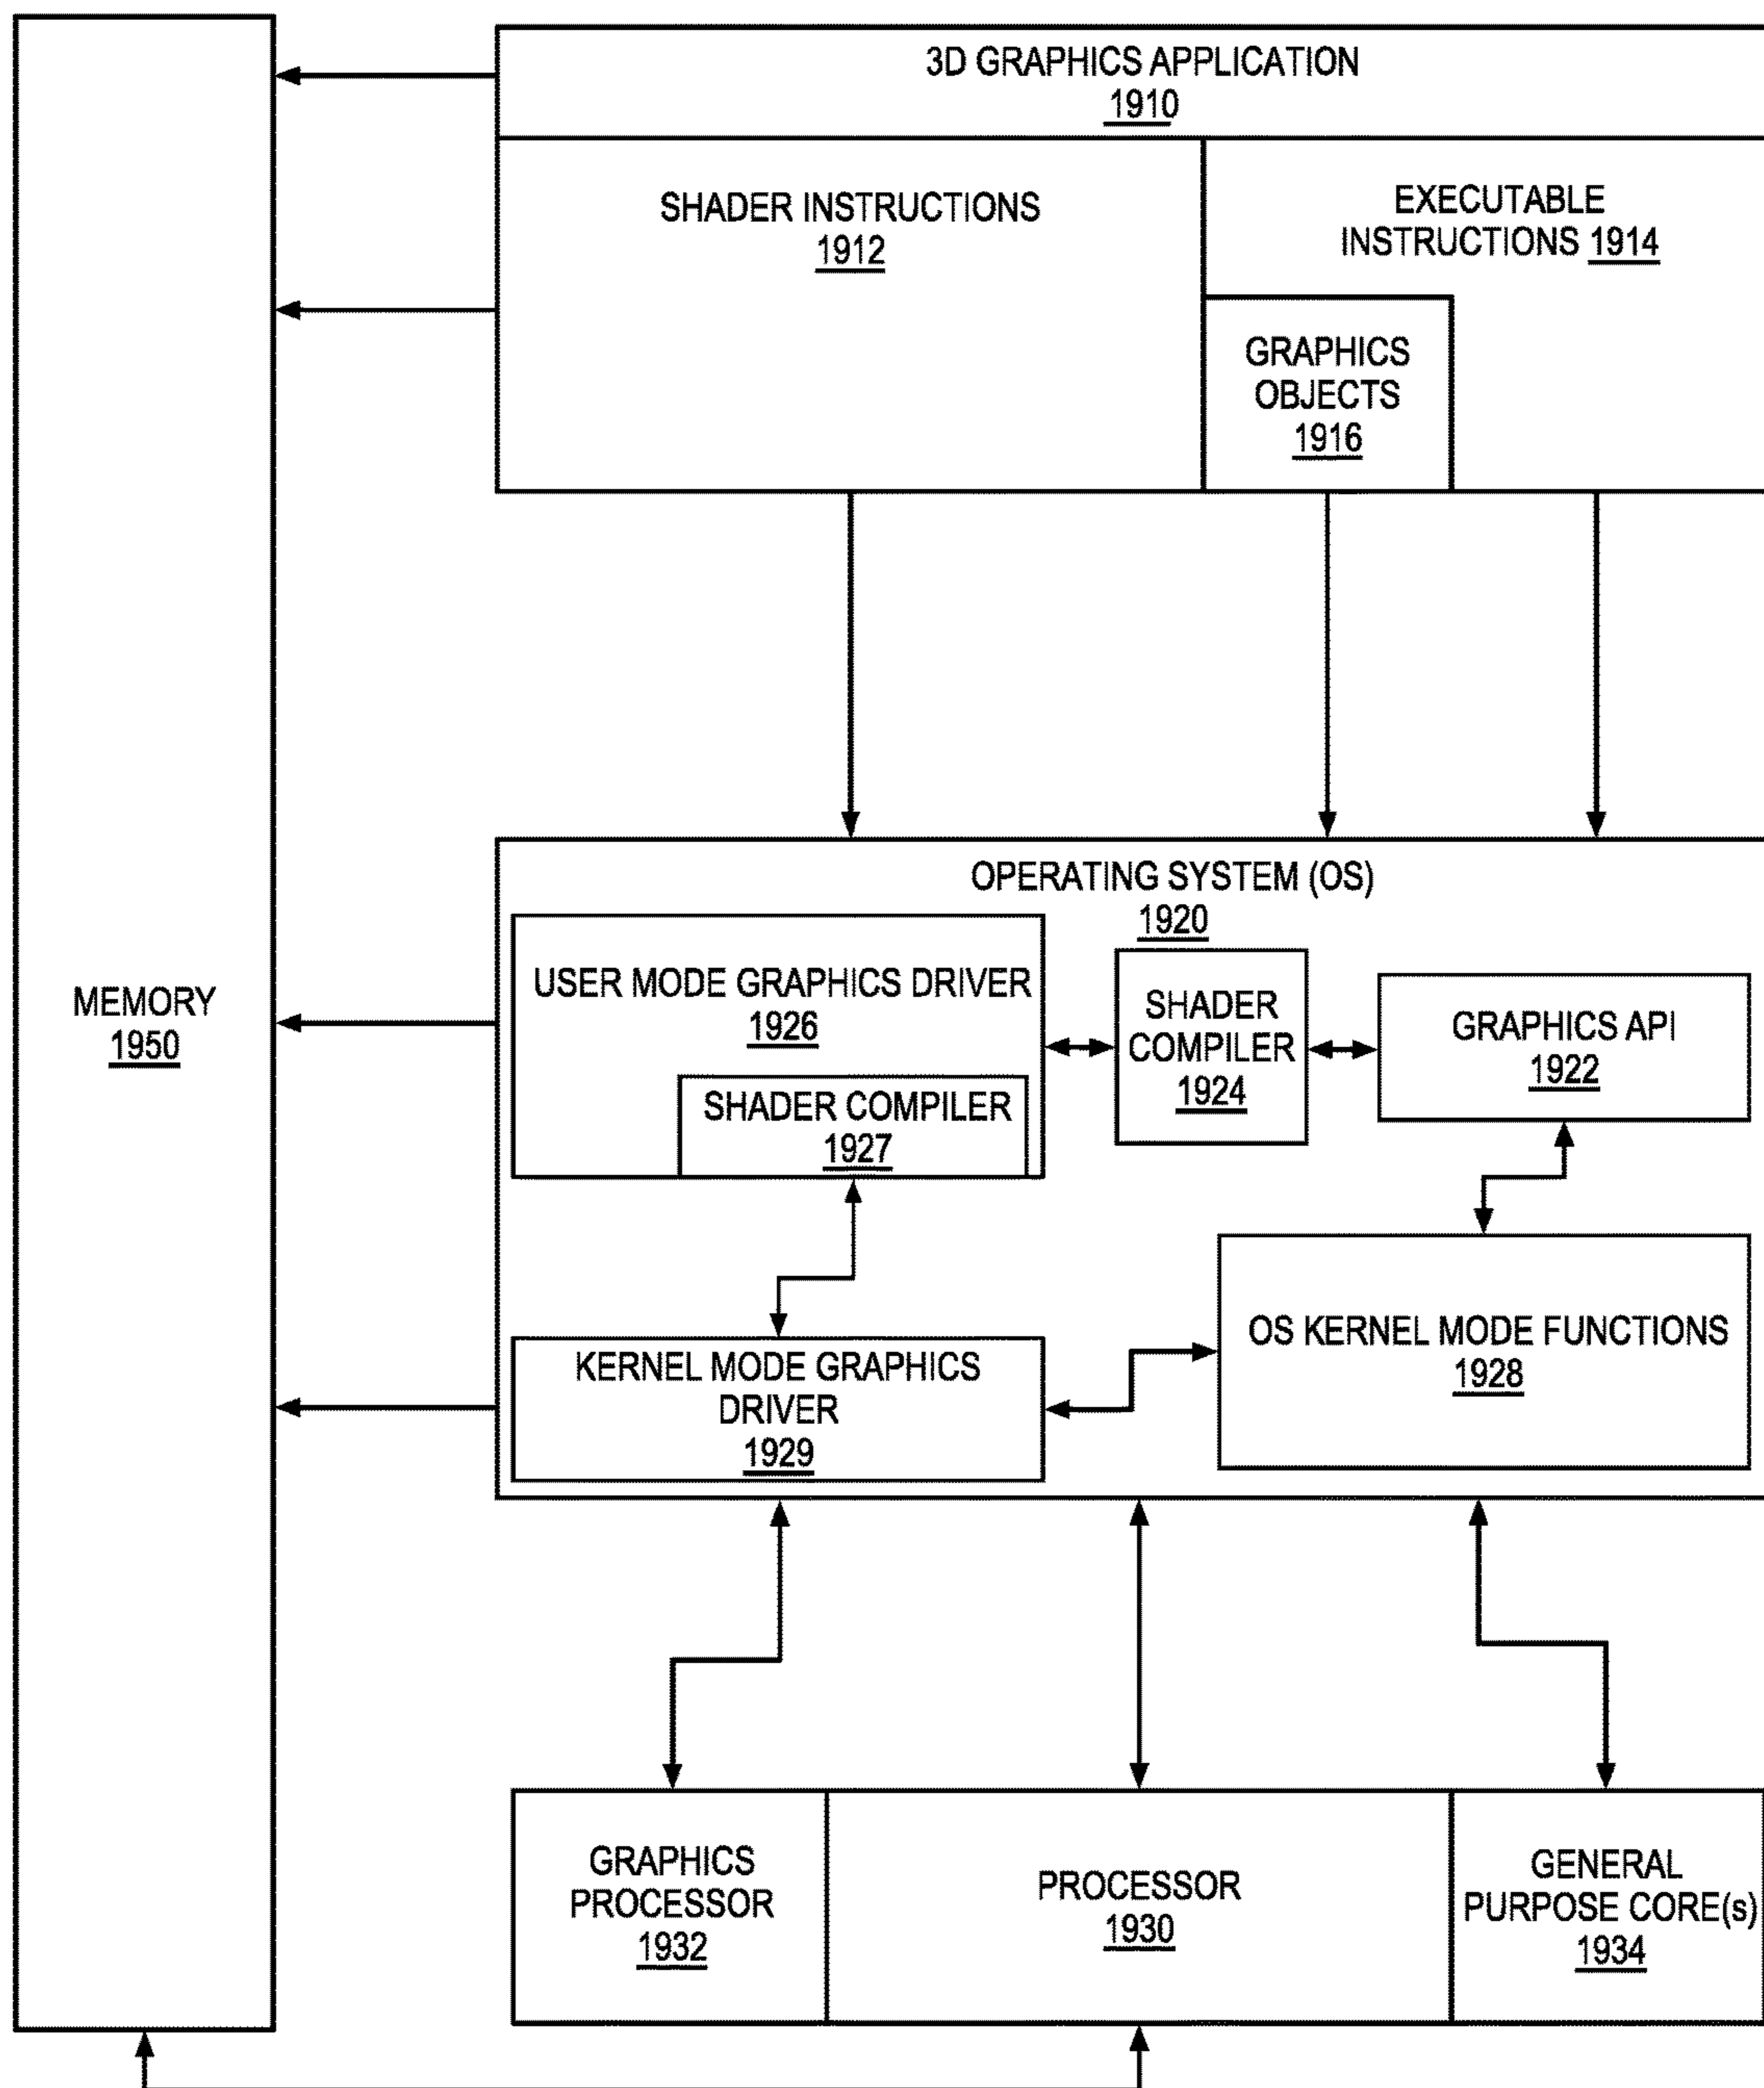 3D GRAPHICS APPLICATION
1910
SHADER INSTRUCTIONS
1912
EXECUTABLE
INSTRUCTIONS 1914
GRAPHICS
OBJECTS
1916
MEMORY
1950
OPERATING SYSTEM (OS)
1920
USER MODE GRAPHICS DRIVER
1926
SHADER COMPILER
1927
SHADER
COMPILER
1924
GRAPHICS API
1922
KERNEL MODE GRAPHICS
DRIVER
1929
OS KERNEL MODE FUNCTIONS
1928
GRAPHICS
PROCESSOR
1932
PROCESSOR
1930
GENERAL
PURPOSE CORE(s)
1934